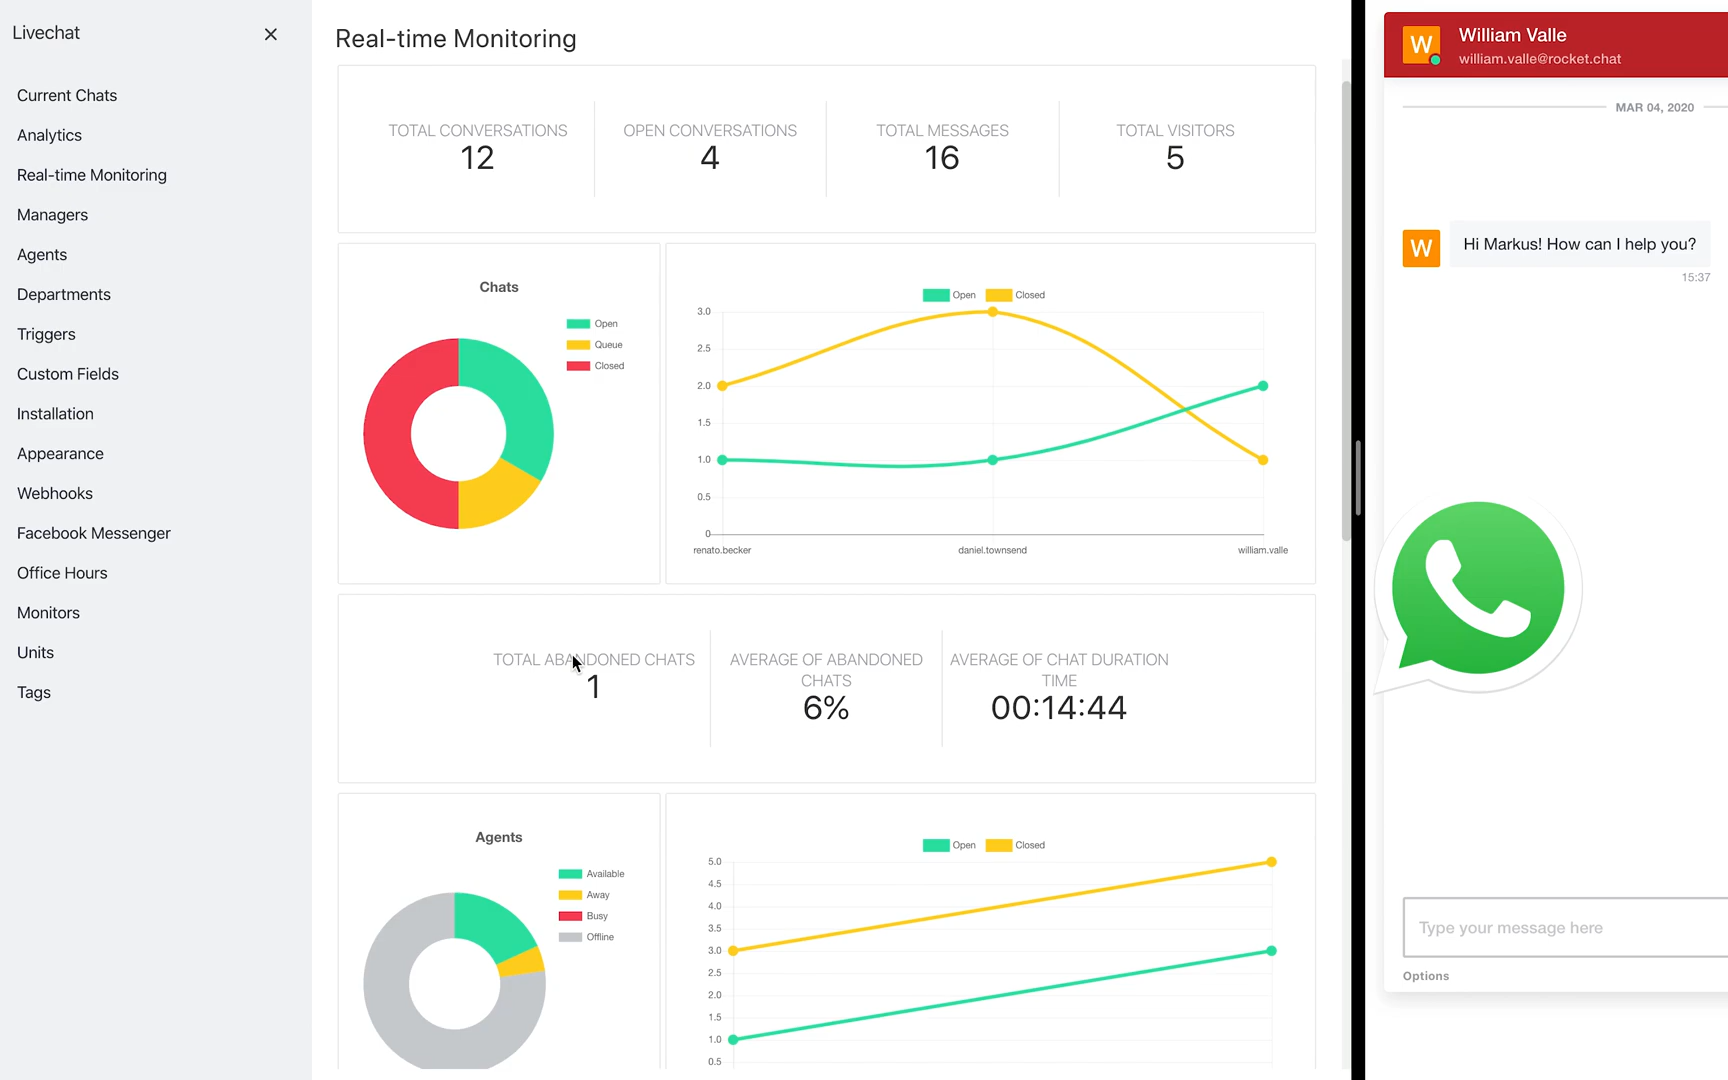 Livechat
Current Chats
Analytics
Real-time Monitoring
Managers
Agents
Departments
Triggers
Custom Fields
Installation
Appearance
Webhooks
Facebook Messenger
Office Hours
Monitors
Units
Tags
Real-time Monitoring
TOTAL CONVERSATIONS
12
OPEN CONVERSATIONS
4
TOTAL MESSAGES
16
TOTAL VISITORS
5
Chats
Open
Queue
Closed
Open Closed
3.0
2.5
2.0
1.5
1.0
0.5
0
renato.becker daniel.townsend william.valle
TOTAL ABANDONED CHATS
1
AVERAGE OF ABANDONED
CHATS
6%
AVERAGE OF CHAT DURATION
TIME
00:14:44
Agents
Available
Away
Busy
Offline
Open Closed
5.0
4.5
4.0
3.5
3.0
2.5
2.0
1.5
1.0
0.5
W
William Valle
william.valle@rocket.chat
MAR 04, 2020
W
Hi Markus! How can I help you?
15:37
Type your message here
Options